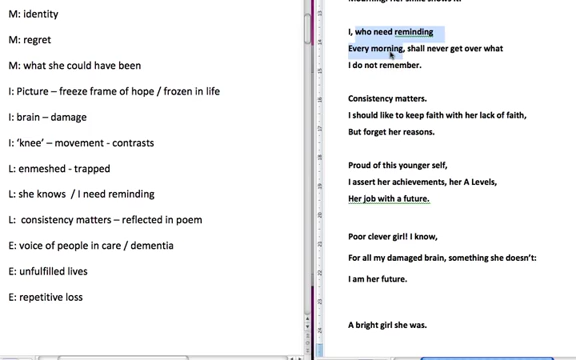 M: identity
M: regret
M: what she could have been
I: Picture – freeze frame of hope / frozen in life
I: brain – damage
I: ‘knee’ – movement - contrasts
L: enmeshed - trapped
L: she knows / I need reminding
L: consistency matters – reflected in poem
E: voice of people in care / dementia
E: unfulfilled lives
E: repetitive loss
I, who need reminding
Every morning, shall never get over what
I do not remember.
Consistency matters.
I should like to keep faith with her lack of faith,
But forget her reasons.
Proud of this younger self,
I assert her achievements, her A Levels,
Her job with a future.
Poor clever girl! I know,
For all my damaged brain, something she doesn't:
I am her future.
A bright girl she was.